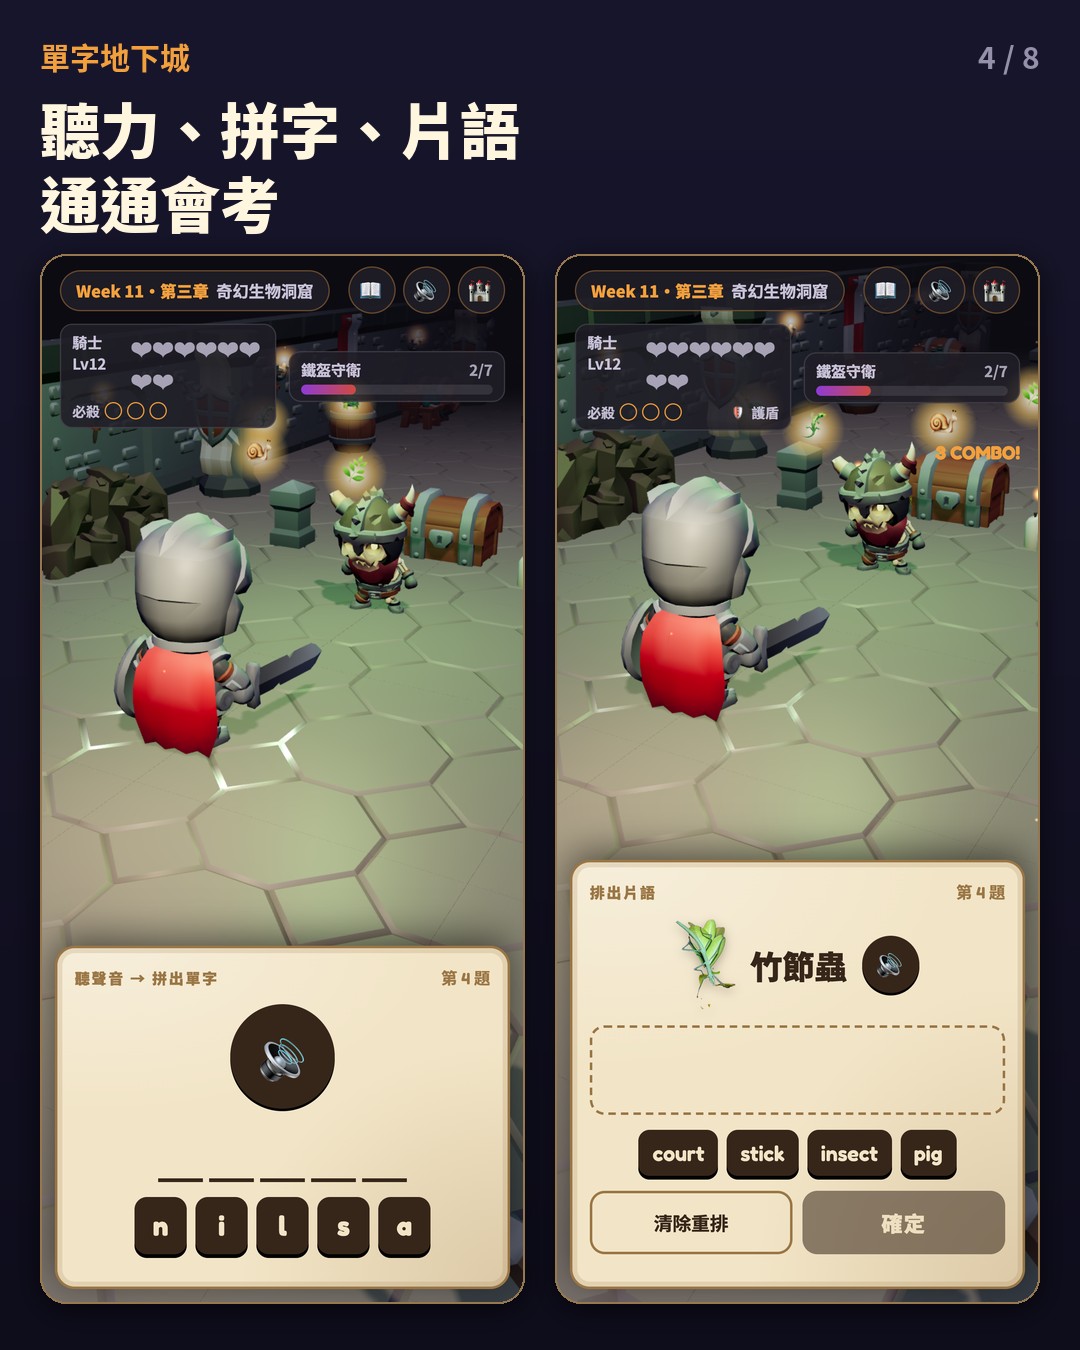 單字地下城
4 / 8
聽力、拼字、片語
通通會考
Week 11・第三章 奇幻生物洞窟
騎士
Lv12
必殺
鐵盔守衛 2/7
聽聲音 → 拼出單字 第 4 題
n i l s a
Week 11・第三章 奇幻生物洞窟
騎士
Lv12
必殺 護盾
鐵盔守衛 2/7
3 COMBO!
排出片語 第 4 題
竹節蟲
court stick insect pig
清除重排 確定